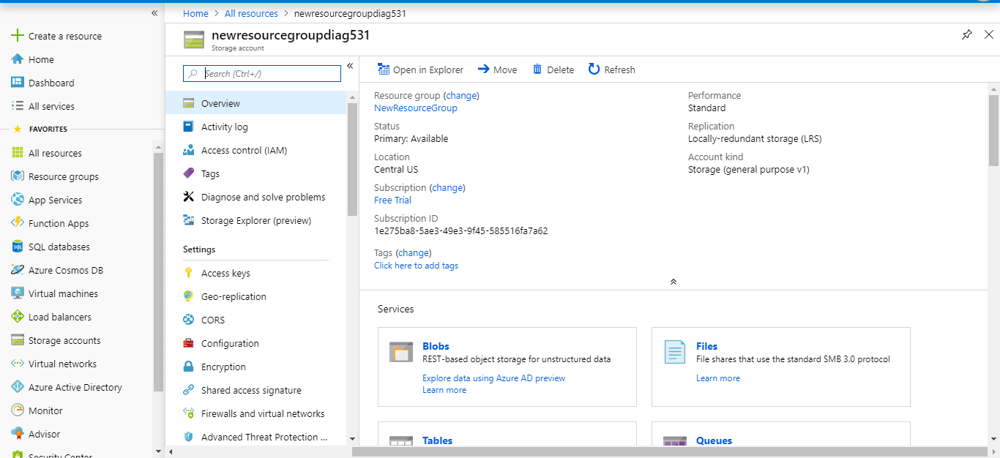 Home > All resources > newresourcegroupdiag531
«
Create a resource
Home
Dashboard
All services
FAVORITES
All resources
Resource groups
App Services
Function Apps
SQL databases
Azure Cosmos DB
Virtual machines
Load balancers
Storage accounts
Virtual networks
Azure Active Directory
Monitor
Advisor
Security Center
newresourcegroupdiag531
Storage account
Search (Ctrl+/)
«
Overview
Activity log
Access control (IAM)
Tags
Diagnose and solve problems
Storage Explorer (preview)
Settings
Access keys
Geo-replication
CORS
Configuration
Encryption
Shared access signature
Firewalls and virtual networks
Advanced Threat Protection ...
Open in Explorer
Move
Delete
Refresh
Resource group (change)
NewResourceGroup
Status
Primary: Available
Location
Central US
Subscription (change)
Free Trial
Subscription ID
1e275ba8-5ae3-49e3-9f45-585516fa7a62
Tags (change)
Click here to add tags
Performance
Standard
Replication
Locally-redundant storage (LRS)
Account kind
Storage (general purpose v1)
Services
Blobs
REST-based object storage for unstructured data
Explore data using Azure AD preview
Learn more
Files
File shares that use the standard SMB 3.0 protocol
Learn more
Tables
Queues